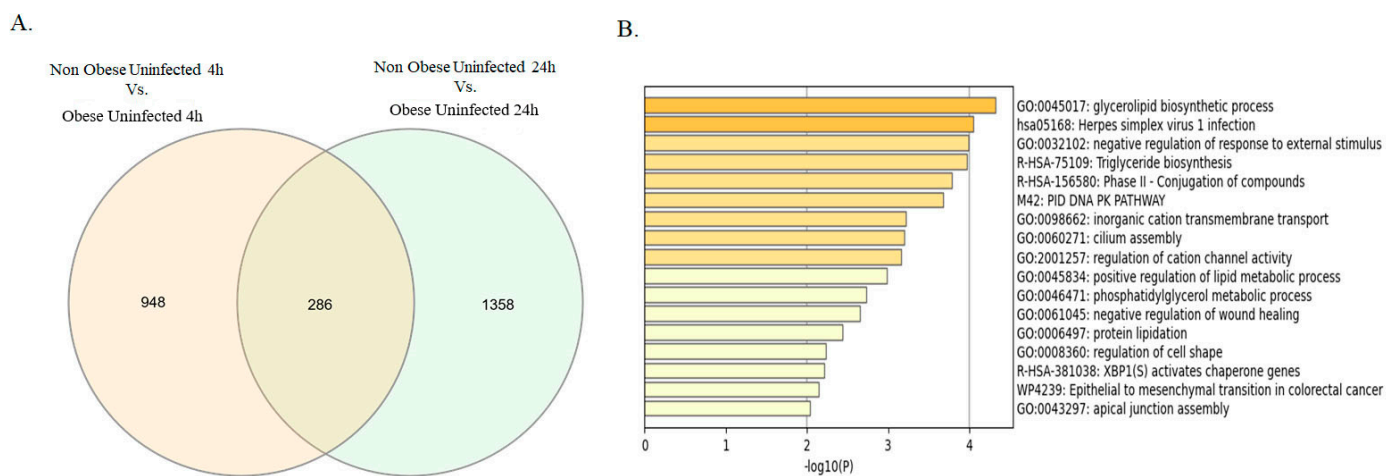 A.
Non Obese Uninfected 4h
Vs.
Obese Uninfected 4h
Non Obese Uninfected 24h
Vs.
Obese Uninfected 24h
948
286
1358
B.
GO:0045017: glycerolipid biosynthetic process
hsa05168: Herpes simplex virus 1 infection
GO:0032102: negative regulation of response to external stimulus
R-HSA-75109: Triglyceride biosynthesis
R-HSA-156580: Phase II - Conjugation of compounds
M42: PID DNA PK PATHWAY
GO:0098662: inorganic cation transmembrane transport
GO:0060271: cilium assembly
GO:2001257: regulation of cation channel activity
GO:0045834: positive regulation of lipid metabolic process
GO:0046471: phosphatidylglycerol metabolic process
GO:0061045: negative regulation of wound healing
GO:0006497: protein lipidation
GO:0008360: regulation of cell shape
R-HSA-381038: XBP1(S) activates chaperone genes
WP4239: Epithelial to mesenchymal transition in colorectal cancer
GO:0043297: apical junction assembly
0 1 2 3 4
-log10(P)